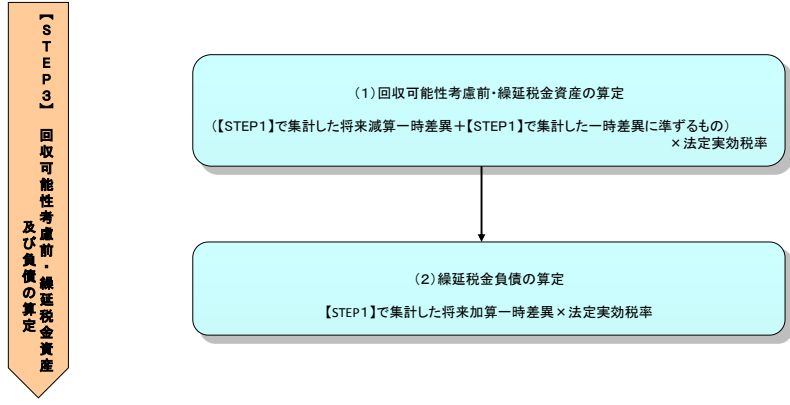 【STEP3】 回収可能性考慮前・繰延税金資産
及び負債の算定
（1）回収可能性考慮前・繰延税金資産の算定
（【STEP1】で集計した将来減算一時差異＋【STEP1】で集計した一時差異に準ずるもの）
×法定実効税率
（2）繰延税金負債の算定
【STEP1】で集計した将来加算一時差異×法定実効税率